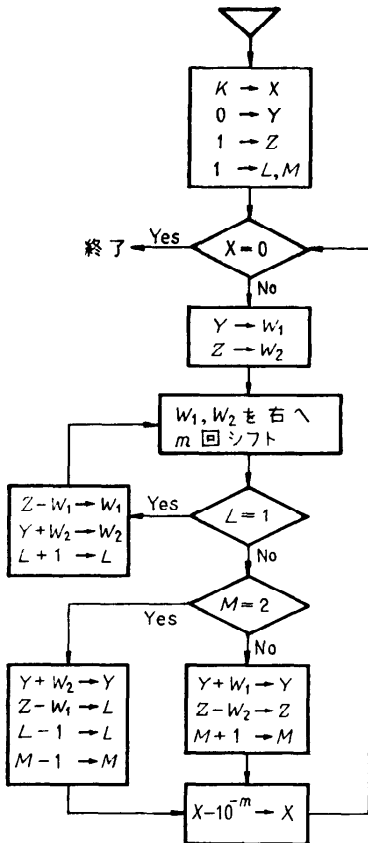 K → X
0 → Y
1 → Z
1 → L, M
X = 0
Yes
終了
No
Y → W₁
Z → W₂
W₁, W₂ を右へ
m 回シフト
L = 1
Yes
Z − W₁ → W₁
Y + W₂ → W₂
L + 1 → L
No
M = 2
Yes
No
Y + W₂ → Y
Z − W₁ → L
L − 1 → L
M − 1 → M
Y + W₁ → Y
Z − W₂ → Z
M + 1 → M
X − 10⁻ᵐ → X